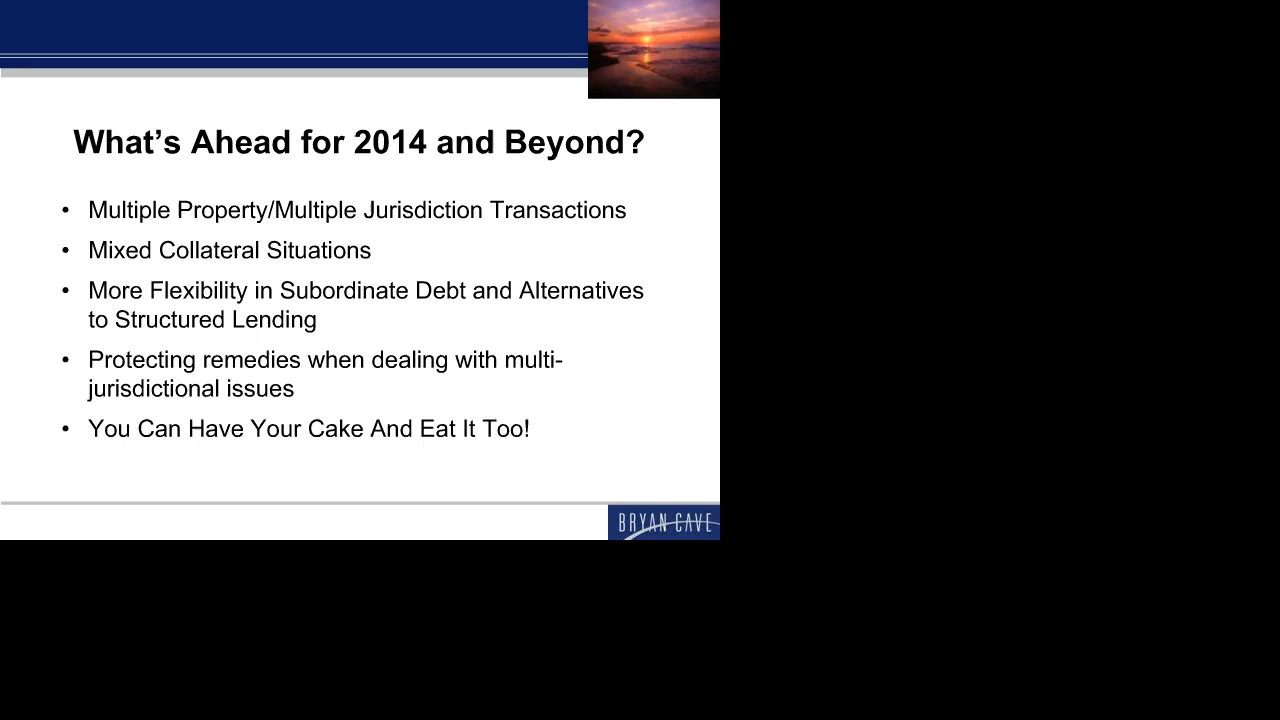 What’s Ahead for 2014 and Beyond?
• Multiple Property/Multiple Jurisdiction Transactions
• Mixed Collateral Situations
• More Flexibility in Subordinate Debt and Alternatives
to Structured Lending
• Protecting remedies when dealing with multi-
jurisdictional issues
• You Can Have Your Cake And Eat It Too!
BRYAN CAVE